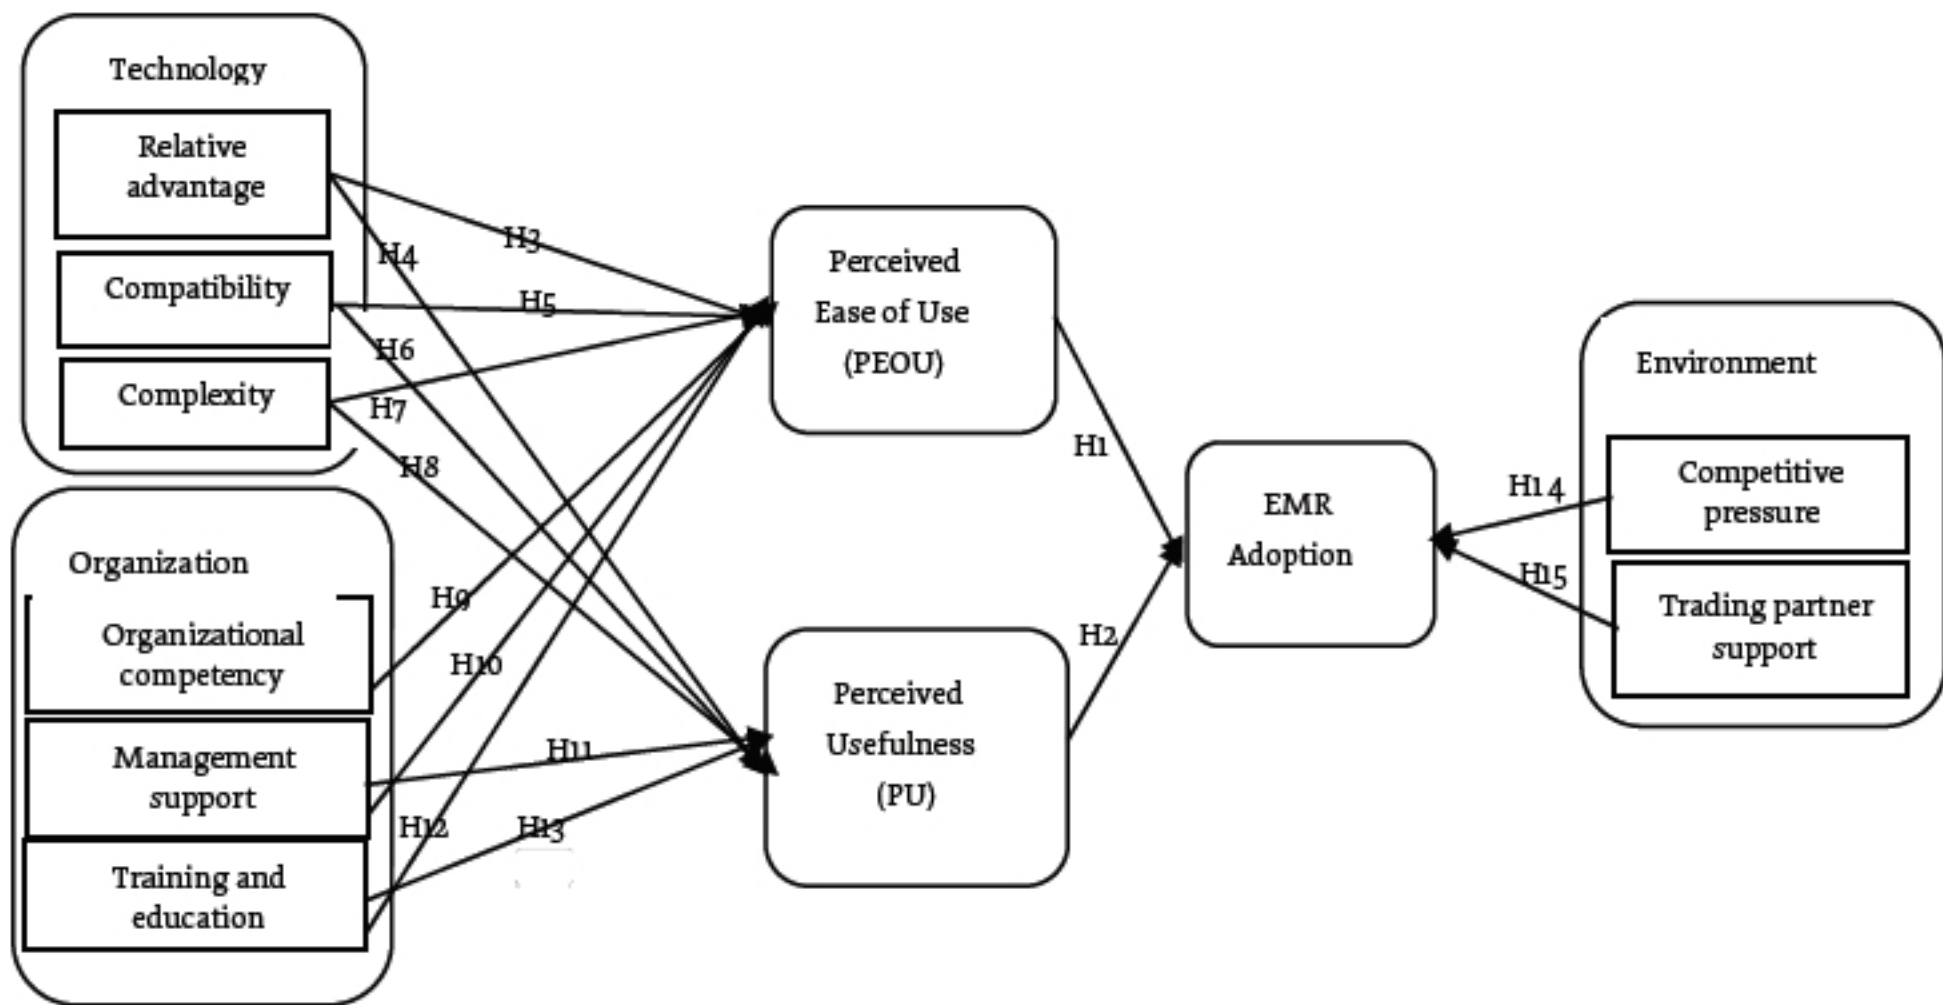 Technology
Relative
advantage
Compatibility
Complexity
Organization
Organizational
competency
Management
support
Training and
education
H3
H4
H5
H6
H7
H8
H9
H10
H11
H12
H13
Perceived
Ease of Use
(PEOU)
Perceived
Usefulness
(PU)
H1
H2
EMR
Adoption
H14
H15
Environment
Competitive
pressure
Trading partner
support